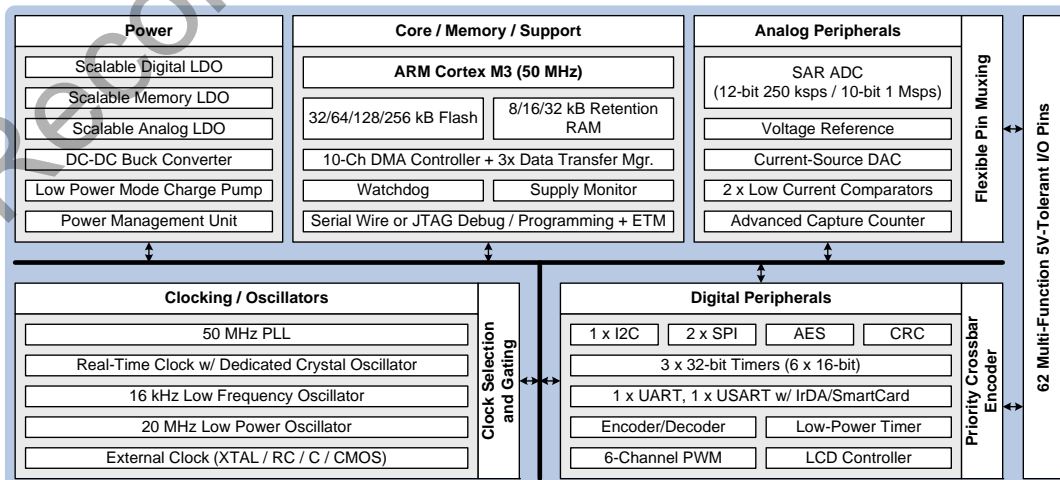 Power
Scalable Digital LDO
Scalable Memory LDO
Scalable Analog LDO
DC-DC Buck Converter
Low Power Mode Charge Pump
Power Management Unit
Core / Memory / Support
ARM Cortex M3 (50 MHz)
32/64/128/256 kB Flash
8/16/32 kB Retention
RAM
10-Ch DMA Controller + 3x Data Transfer Mgr.
Watchdog
Supply Monitor
Serial Wire or JTAG Debug / Programming + ETM
Analog Peripherals
SAR ADC
(12-bit 250 ksps / 10-bit 1 Msps)
Voltage Reference
Current-Source DAC
2 x Low Current Comparators
Advanced Capture Counter
Flexible Pin Muxing
62 Multi-Function 5V-Tolerant I/O Pins
Clocking / Oscillators
50 MHz PLL
Real-Time Clock w/ Dedicated Crystal Oscillator
16 kHz Low Frequency Oscillator
20 MHz Low Power Oscillator
External Clock (XTAL / RC / C / CMOS)
Clock Selection
and Gating
Digital Peripherals
1 x I2C
2 x SPI
AES
CRC
3 x 32-bit Timers (6 x 16-bit)
1 x UART, 1 x USART w/ IrDA/SmartCard
Encoder/Decoder
Low-Power Timer
6-Channel PWM
LCD Controller
Priority Crossbar
Encoder